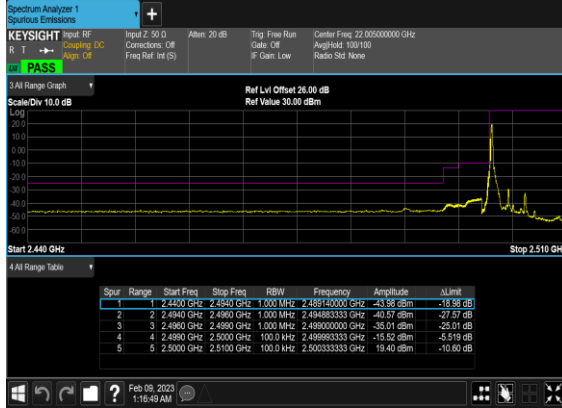 Spectrum Analyzer 1
Spurious Emissions
+
KEYSIGHT Input: RF Input Z: 50 Ω Atten: 20 dB Trig: Free Run Center Freq: 22.005000000 GHz
R T Coupling: DC Corrections: Off Gate: Off Avg|Hold: 100/100
Align: Off Freq Ref: Int (S) IF Gain: Low Radio Std: None
PASS
3 All Range Graph
Ref Lvl Offset 26.00 dB
Scale/Div 10.0 dB Ref Value 30.00 dBm
Log
20.0
10.0
0.00
-10.0
-20.0
-30.0
-40.0
-50.0
-60.0
Start 2.440 GHz Stop 2.510 GHz
4 All Range Table
Spur Range Start Freq Stop Freq RBW Frequency Amplitude ΔLimit
1 1 2.4400 GHz 2.4940 GHz 1.000 MHz 2.489140000 GHz -43.98 dBm -18.98 dB
2 2 2.4940 GHz 2.4960 GHz 1.000 MHz 2.494883333 GHz -40.57 dBm -27.57 dB
3 3 2.4960 GHz 2.4990 GHz 1.000 MHz 2.499000000 GHz -35.01 dBm -25.01 dB
4 4 2.4990 GHz 2.5000 GHz 100.0 kHz 2.499993333 GHz -15.52 dBm -5.519 dB
5 5 2.5000 GHz 2.5100 GHz 100.0 kHz 2.500333333 GHz 19.40 dBm -10.60 dB
? Feb 09, 2023
1:16:49 AM